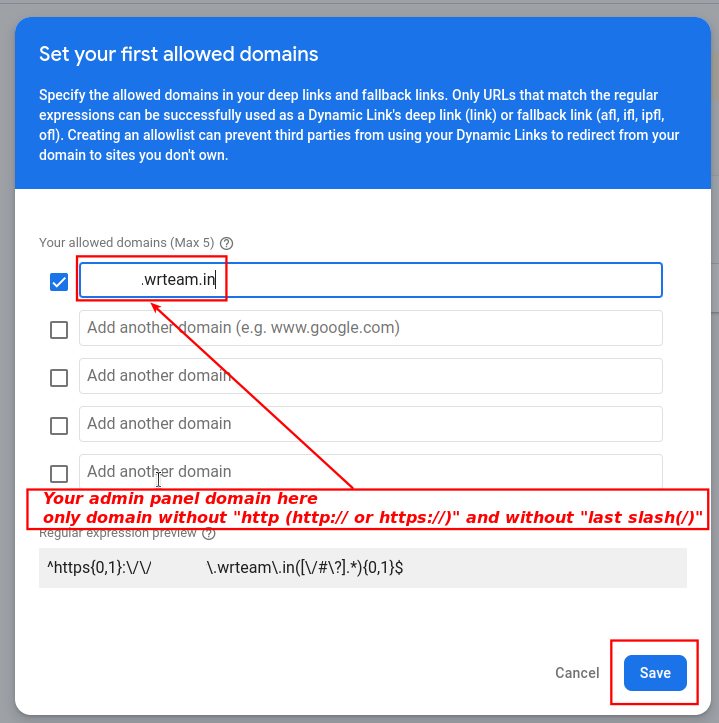 Set your first allowed domains
Specify the allowed domains in your deep links and fallback links. Only URLs that match the regular
expressions can be successfully used as a Dynamic Link's deep link (link) or fallback link (afl, ifl, ipfl,
ofl). Creating an allowlist can prevent third parties from using your Dynamic Links to redirect from your
domain to sites you don't own.
Your allowed domains (Max 5)
.wrteam.in
Add another domain (e.g. www.google.com)
Add another domain
Add another domain
Add another domain
Your admin panel domain here
only domain without "http (http:// or https://)" and without "last slash(/)"
Regular expression preview
^https{0,1}:\/\/ \.wrteam\.in([\/#\?].*){0,1}$
Cancel
Save